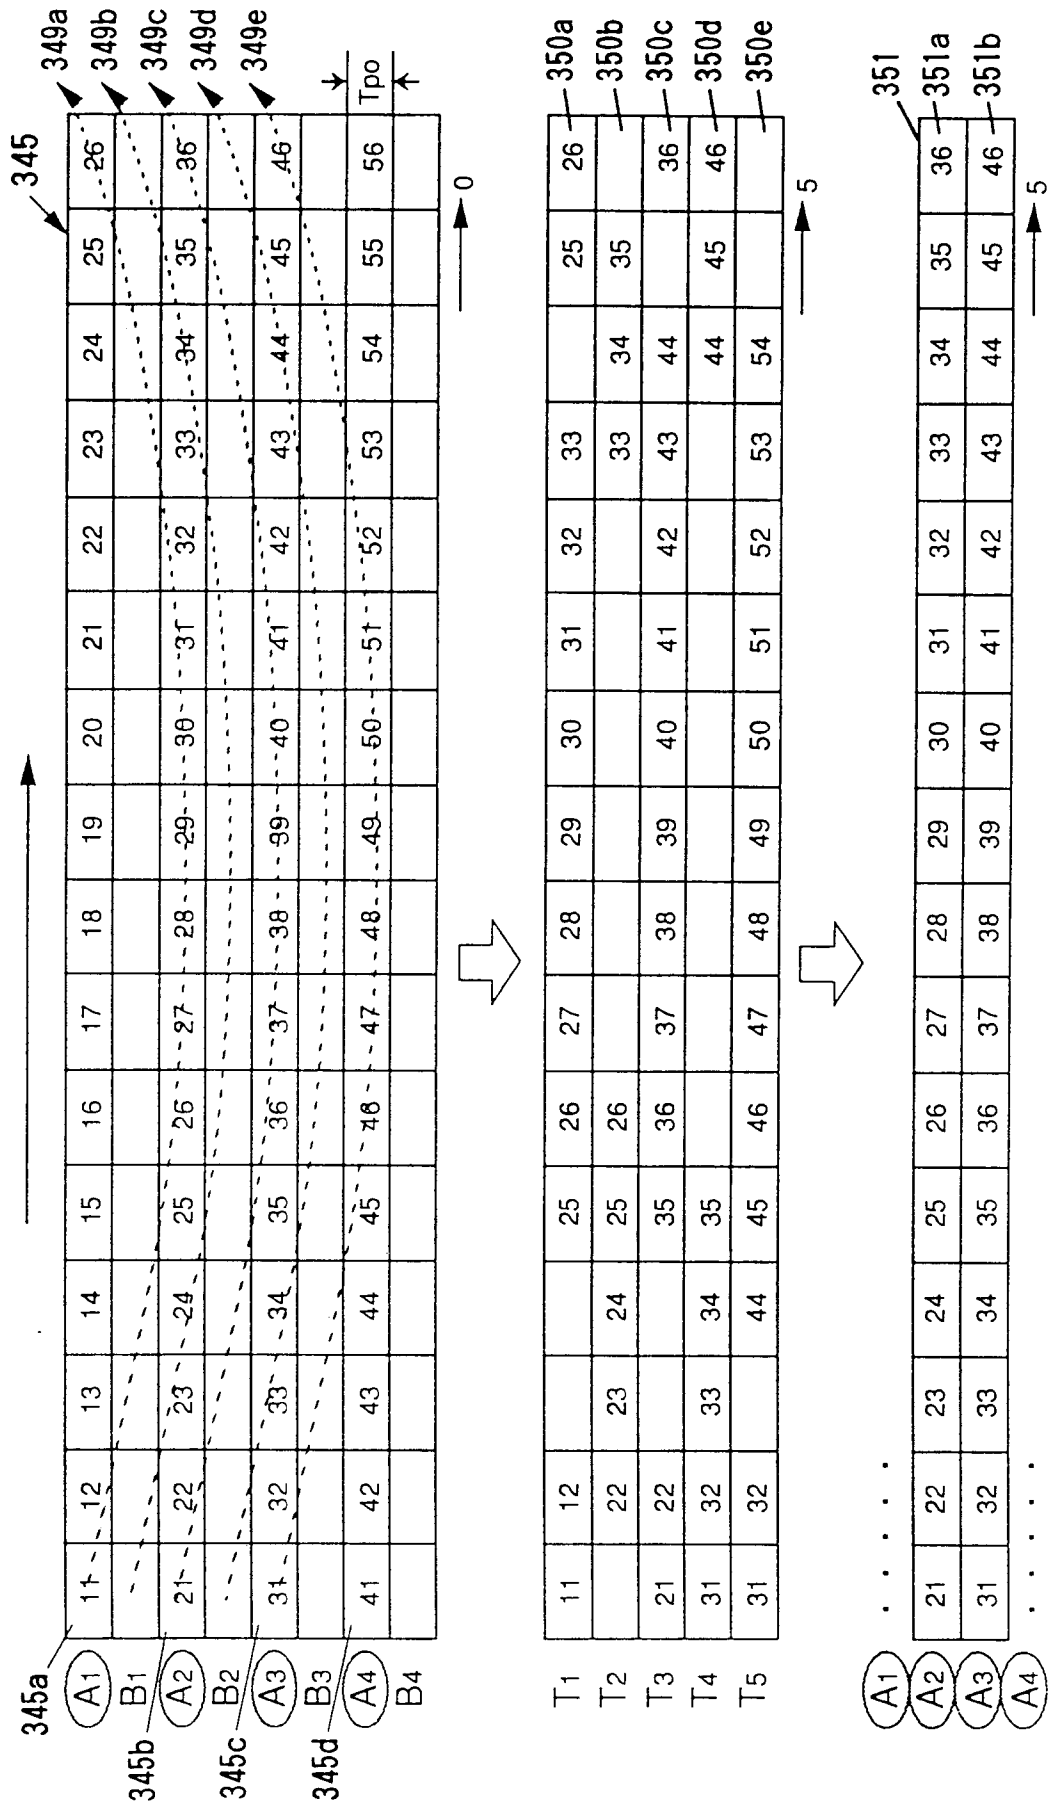 345
345a
A1 11 12 13 14 15 16 17 18 19 20 21 22 23 24 25 26 349a
B1 349b
345b
A2 21 22 23 24 25 26 27 28 29 30 31 32 33 34 35 36 349c
B2 349d
345c
A3 31 32 33 34 35 36 37 38 39 40 41 42 43 44 45 46 349e
B3
345d
A4 41 42 43 44 45 46 47 48 49 50 51 52 53 54 55 56 Tpo
B4
0
T1 11 12 25 26 27 28 29 30 31 32 33 25 26 350a
T2 22 23 24 25 26 33 34 35 350b
T3 21 22 35 36 37 38 39 40 41 42 43 44 36 350c
T4 31 32 33 34 35 44 45 46 350d
T5 31 32 44 45 46 47 48 49 50 51 52 53 54 350e
5
A1 ..... 351
A2 21 22 23 24 25 26 27 28 29 30 31 32 33 34 35 36 351a
A3 31 32 33 34 35 36 37 38 39 40 41 42 43 44 45 46 351b
A4 .....
5